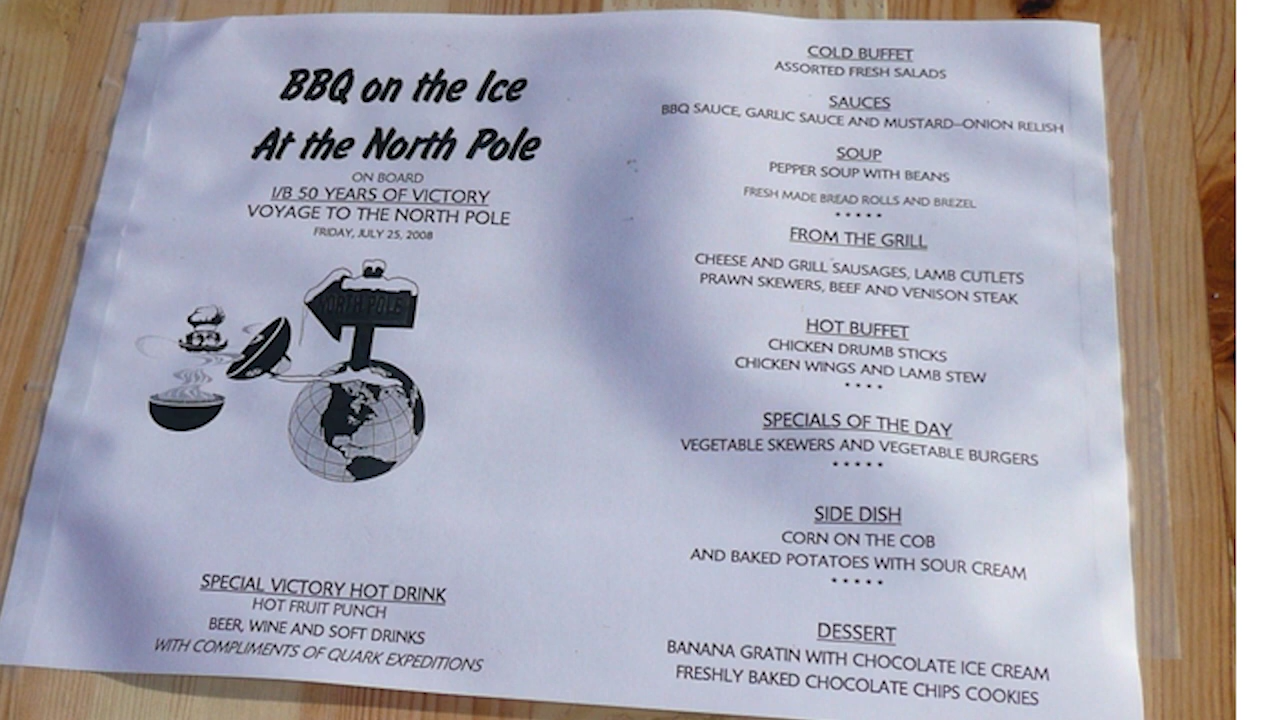 BBQ on the Ice
At the North Pole
ON BOARD
I/B 50 YEARS OF VICTORY
VOYAGE TO THE NORTH POLE
FRIDAY, JULY 25, 2008
NORTH POLE
SPECIAL VICTORY HOT DRINK
HOT FRUIT PUNCH
BEER, WINE AND SOFT DRINKS
WITH COMPLIMENTS OF QUARK EXPEDITIONS
COLD BUFFET
ASSORTED FRESH SALADS
SAUCES
BBQ SAUCE, GARLIC SAUCE AND MUSTARD–ONION RELISH
SOUP
PEPPER SOUP WITH BEANS
FRESH MADE BREAD ROLLS AND BREZEL
*****
FROM THE GRILL
CHEESE AND GRILL SAUSAGES, LAMB CUTLETS
PRAWN SKEWERS, BEEF AND VENISON STEAK
HOT BUFFET
CHICKEN DRUMB STICKS
CHICKEN WINGS AND LAMB STEW
****
SPECIALS OF THE DAY
VEGETABLE SKEWERS AND VEGETABLE BURGERS
*****
SIDE DISH
CORN ON THE COB
AND BAKED POTATOES WITH SOUR CREAM
*****
DESSERT
BANANA GRATIN WITH CHOCOLATE ICE CREAM
FRESHLY BAKED CHOCOLATE CHIPS COOKIES